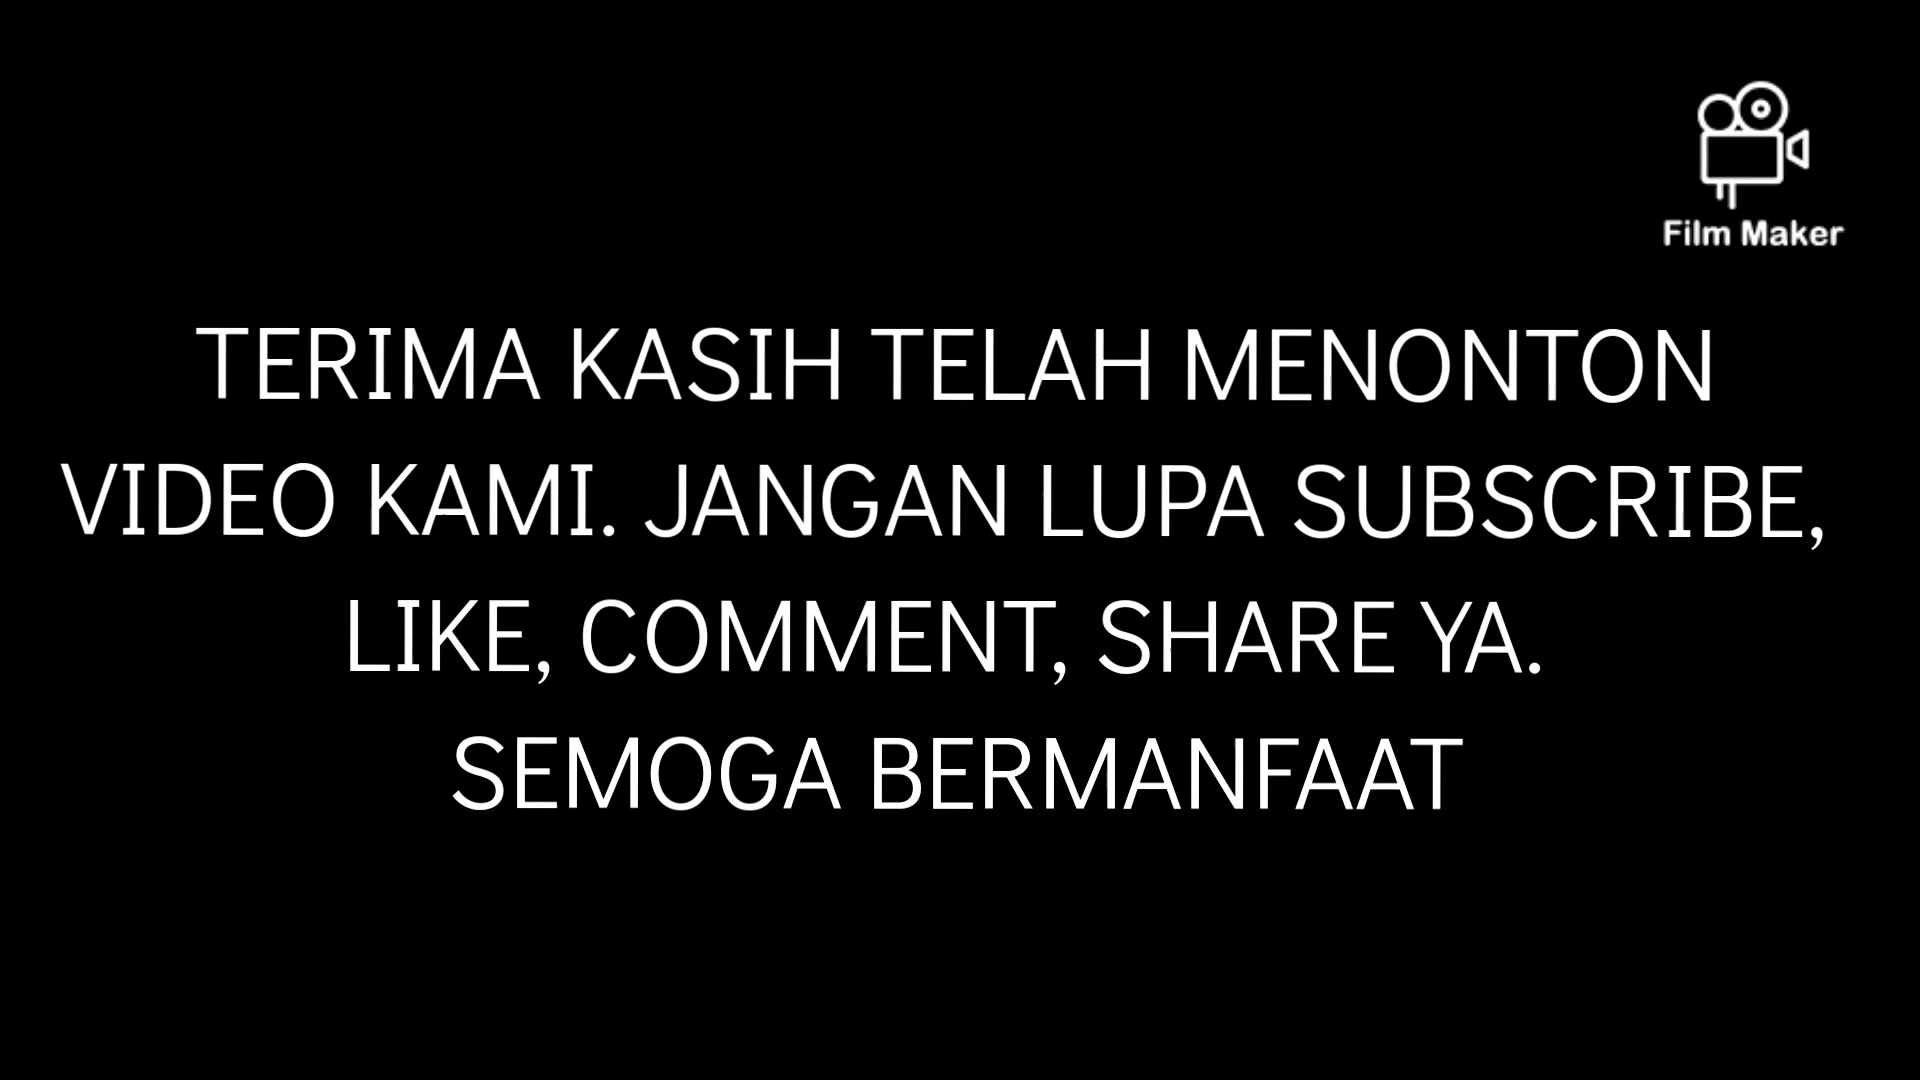 Film Maker
TERIMA KASIH TELAH MENONTON
VIDEO KAMI. JANGAN LUPA SUBSCRIBE,
LIKE, COMMENT, SHARE YA.
SEMOGA BERMANFAAT